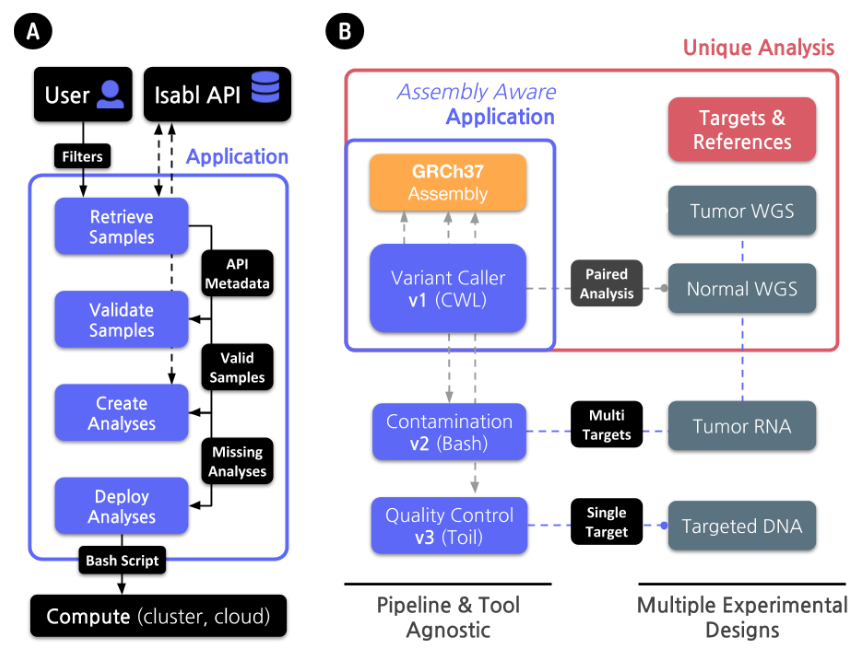 A
User
Isabl API
Filters
Application
Retrieve
Samples
API
Metadata
Validate
Samples
Valid
Samples
Create
Analyses
Missing
Analyses
Deploy
Analyses
Bash Script
Compute (cluster, cloud)
B
Unique Analysis
Assembly Aware
Application
Targets &
References
GRCh37
Assembly
Tumor WGS
Variant Caller
v1 (CWL)
Paired
Analysis
Normal WGS
Contamination
v2 (Bash)
Multi
Targets
Tumor RNA
Quality Control
v3 (Toil)
Single
Target
Targeted DNA
Pipeline & Tool
Agnostic
Multiple Experimental
Designs